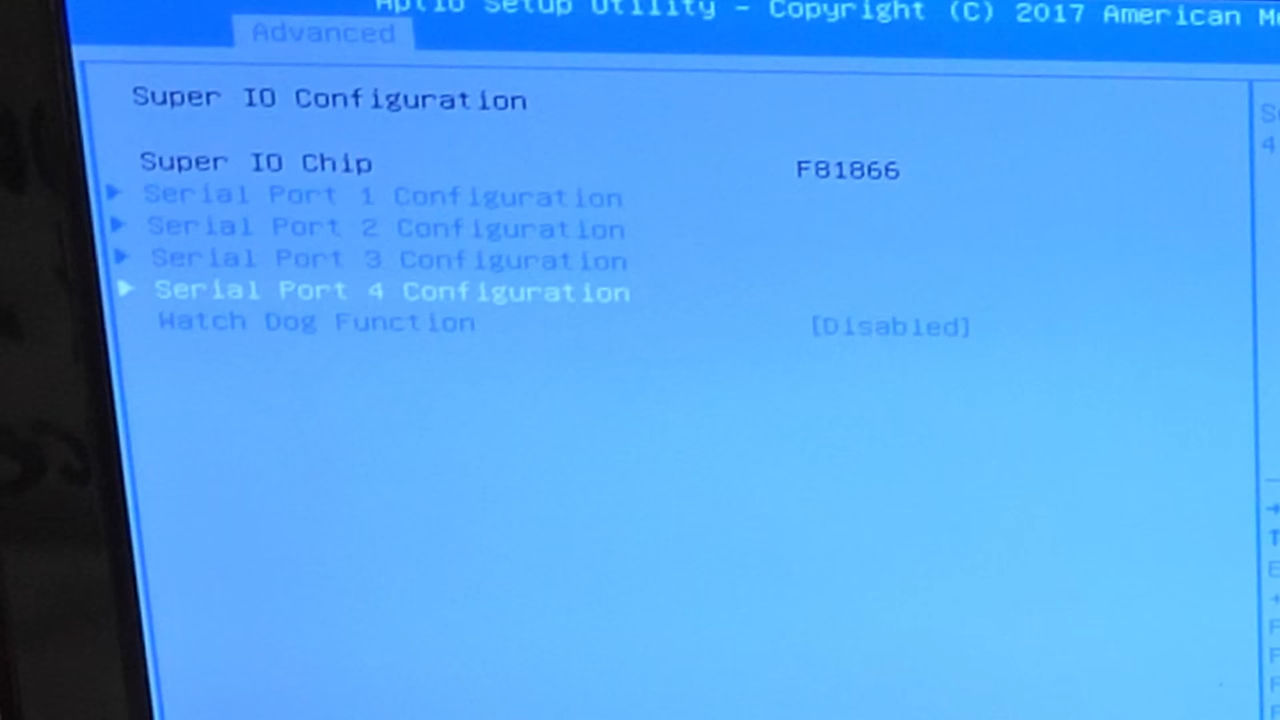 Aptio Setup Utility - Copyright (C) 2017 American
Advanced
Super IO Configuration
Super IO Chip F81866
Serial Port 1 Configuration
Serial Port 2 Configuration
Serial Port 3 Configuration
Serial Port 4 Configuration
Watch Dog Function [Disabled]
4